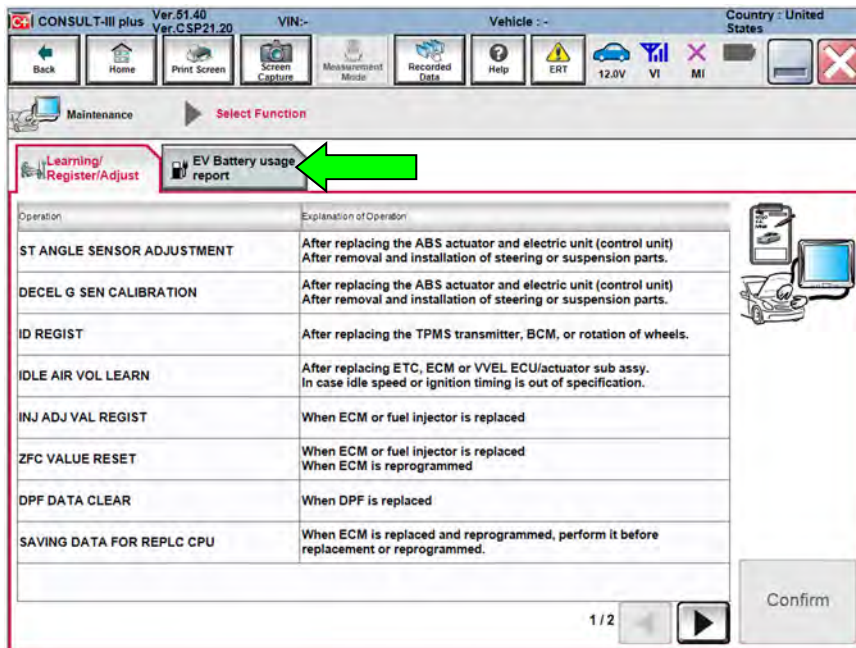 C+ CONSULT-III plus Ver.51.40 VIN:- Vehicle : - Country : United
Ver.CSP21.20 States
Back Home Print Screen Screen Capture Measurement Mode Recorded Data Help ERT 12.0V VI MI
Maintenance Select Function
Learning/ EV Battery usage
Register/Adjust report
Operation Explanation of Operation
ST ANGLE SENSOR ADJUSTMENT After replacing the ABS actuator and electric unit (control unit)
After removal and installation of steering or suspension parts.
DECEL G SEN CALIBRATION After replacing the ABS actuator and electric unit (control unit)
After removal and installation of steering or suspension parts.
ID REGIST After replacing the TPMS transmitter, BCM, or rotation of wheels.
IDLE AIR VOL LEARN After replacing ETC, ECM or VVEL ECU/actuator sub assy.
In case idle speed or ignition timing is out of specification.
INJ ADJ VAL REGIST When ECM or fuel injector is replaced
ZFC VALUE RESET When ECM or fuel injector is replaced
When ECM is reprogrammed
DPF DATA CLEAR When DPF is replaced
SAVING DATA FOR REPLC CPU When ECM is replaced and reprogrammed, perform it before
replacement or reprogrammed.
1/2
Confirm